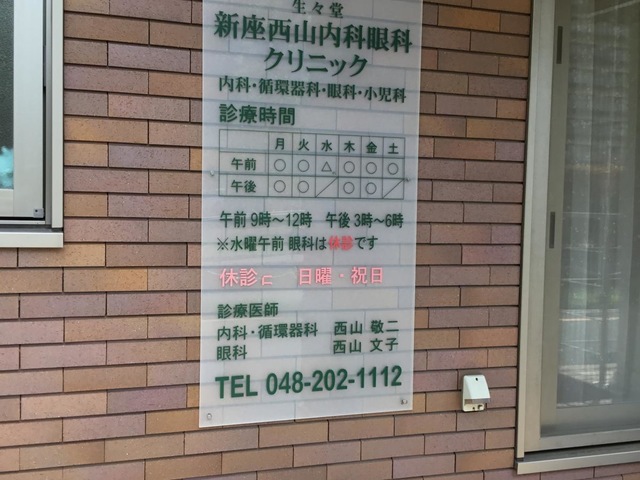 生々堂
新座西山内科眼科
クリニック
内科・循環器科・眼科・小児科
診療時間
月 火 水 木 金 土
午前 ○ ○ △ ○ ○ ○
午後 ○ ○ ／ ○ ○ ／
午前 9時～12時 午後 3時～6時
※水曜午前 眼科は休診です
休診 日曜・祝日
診療医師
内科・循環器科 西山 敬二
眼科 西山 文子
TEL 048-202-1112